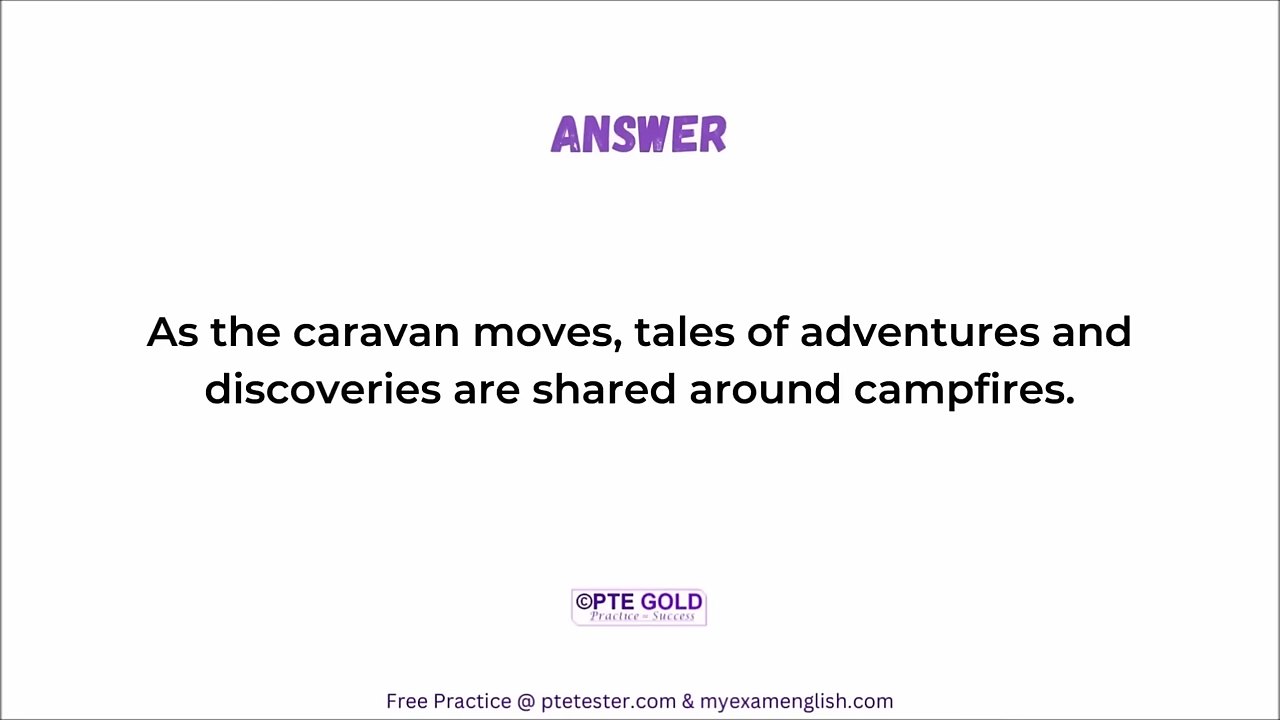 ANSWER
As the caravan moves, tales of adventures and
discoveries are shared around campfires.
©PTE GOLD
Practice = Success
Free Practice @ ptetester.com & myexamenglish.com